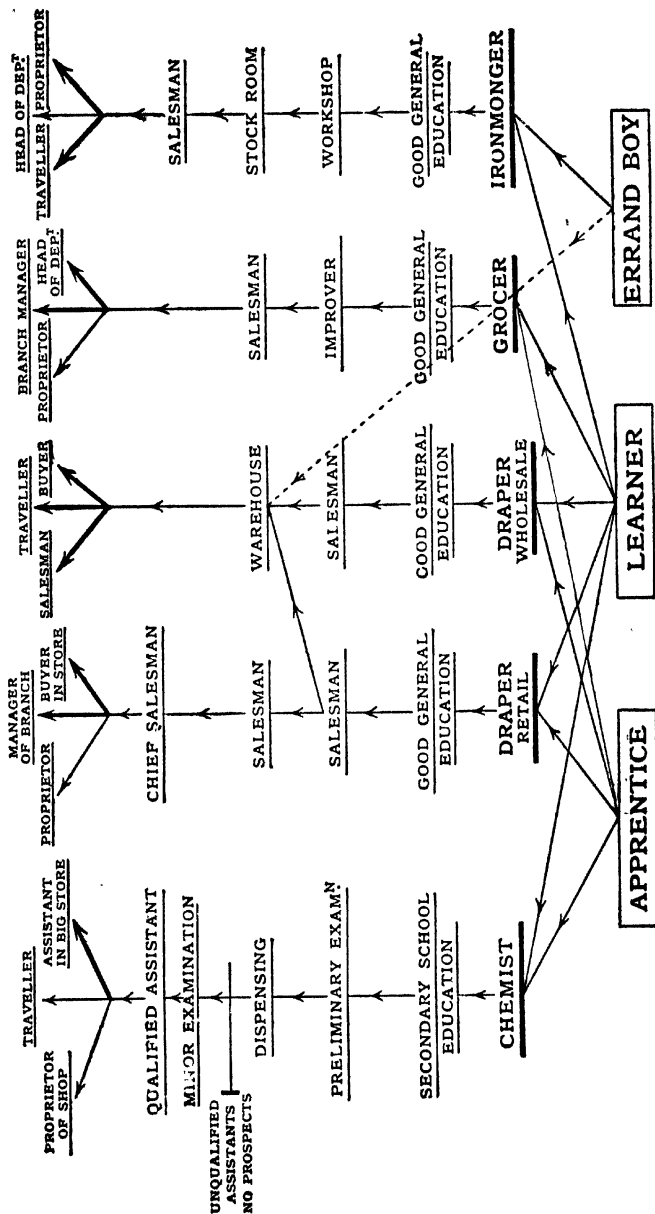 PROPRIETOR
OF SHOP
TRAVELLER
ASSISTANT
IN BIG STORE
QUALIFIED ASSISTANT
MINOR EXAMINATION
UNQUALIFIED
ASSISTANTS
NO PROSPECTS
DISPENSING
PRELIMINARY EXAMN
SECONDARY SCHOOL
EDUCATION
CHEMIST
PROPRIETOR
MANAGER
OF BRANCH
BUYER
IN STORE
CHIEF SALESMAN
SALESMAN
SALESMAN
GOOD GENERAL
EDUCATION
DRAPER
RETAIL
SALESMAN
TRAVELLER
BUYER
WAREHOUSE
SALESMAN
GOOD GENERAL
EDUCATION
DRAPER
WHOLESALE
PROPRIETOR
BRANCH MANAGER
HEAD
OF DEPT
SALESMAN
IMPROVER
GOOD GENERAL
EDUCATION
GROCER
TRAVELLER
HEAD OF DEPT
PROPRIETOR
SALESMAN
STOCK ROOM
WORKSHOP
GOOD GENERAL
EDUCATION
IRONMONGER
APPRENTICE
LEARNER
ERRAND BOY